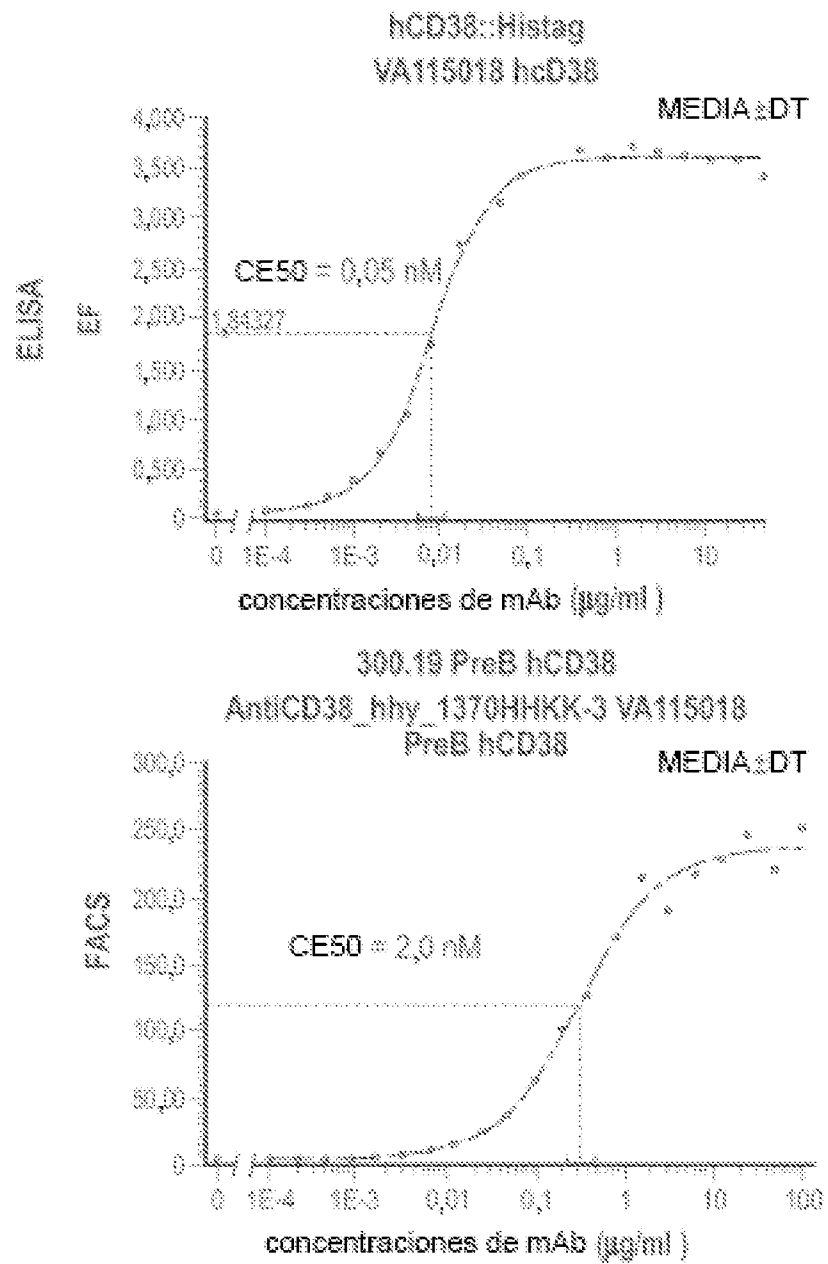 hCD38::Histag
VA115018 hcD38
MEDIA±DT
4,000
3,500
3,000
2,500
2,000
1,500
1,000
0,500
0
CE50 = 0,05 nM
1,84327
ELISA
EF
0 1E-4 1E-3 0,01 0,1 1 10
concentraciones de mAb (µg/ml )
300.19 PreB hCD38
AntiCD38_hhy_1370HHKK-3 VA115018
PreB hCD38
MEDIA±DT
300,0
250,0
200,0
150,0
100,0
50,00
0
CE50 = 2,0 nM
FACS
0 1E-4 1E-3 0,01 0,1 1 10 100
concentraciones de mAb (µg/ml )